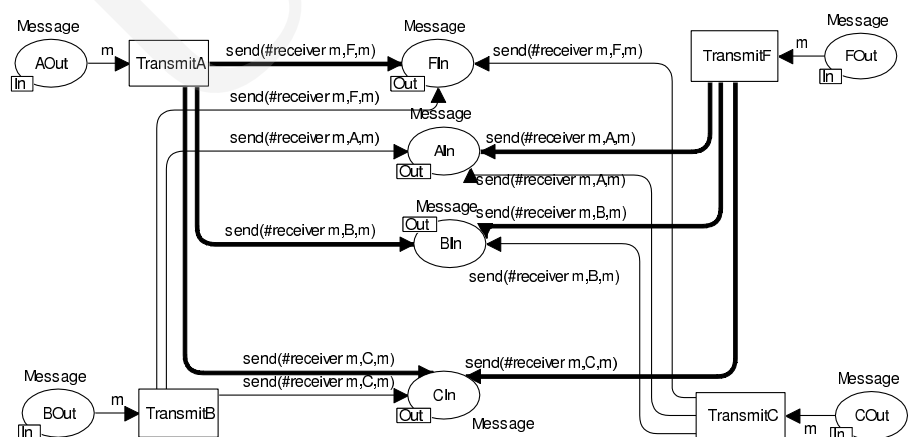 Message
AOut
In
m
TransmitA
send(#receiver m,F,m)
Message
FIn
Out
send(#receiver m,F,m)
TransmitF
m
Message
FOut
In
send(#receiver m,F,m)
Message
send(#receiver m,A,m)
AIn
Out
send(#receiver m,A,m)
send(#receiver m,A,m)
Message
Out
send(#receiver m,B,m)
send(#receiver m,B,m)
BIn
send(#receiver m,B,m)
send(#receiver m,C,m)
send(#receiver m,C,m)
Message
BOut
In
m
TransmitB
send(#receiver m,C,m)
CIn
Out
Message
TransmitC
m
Message
COut
In